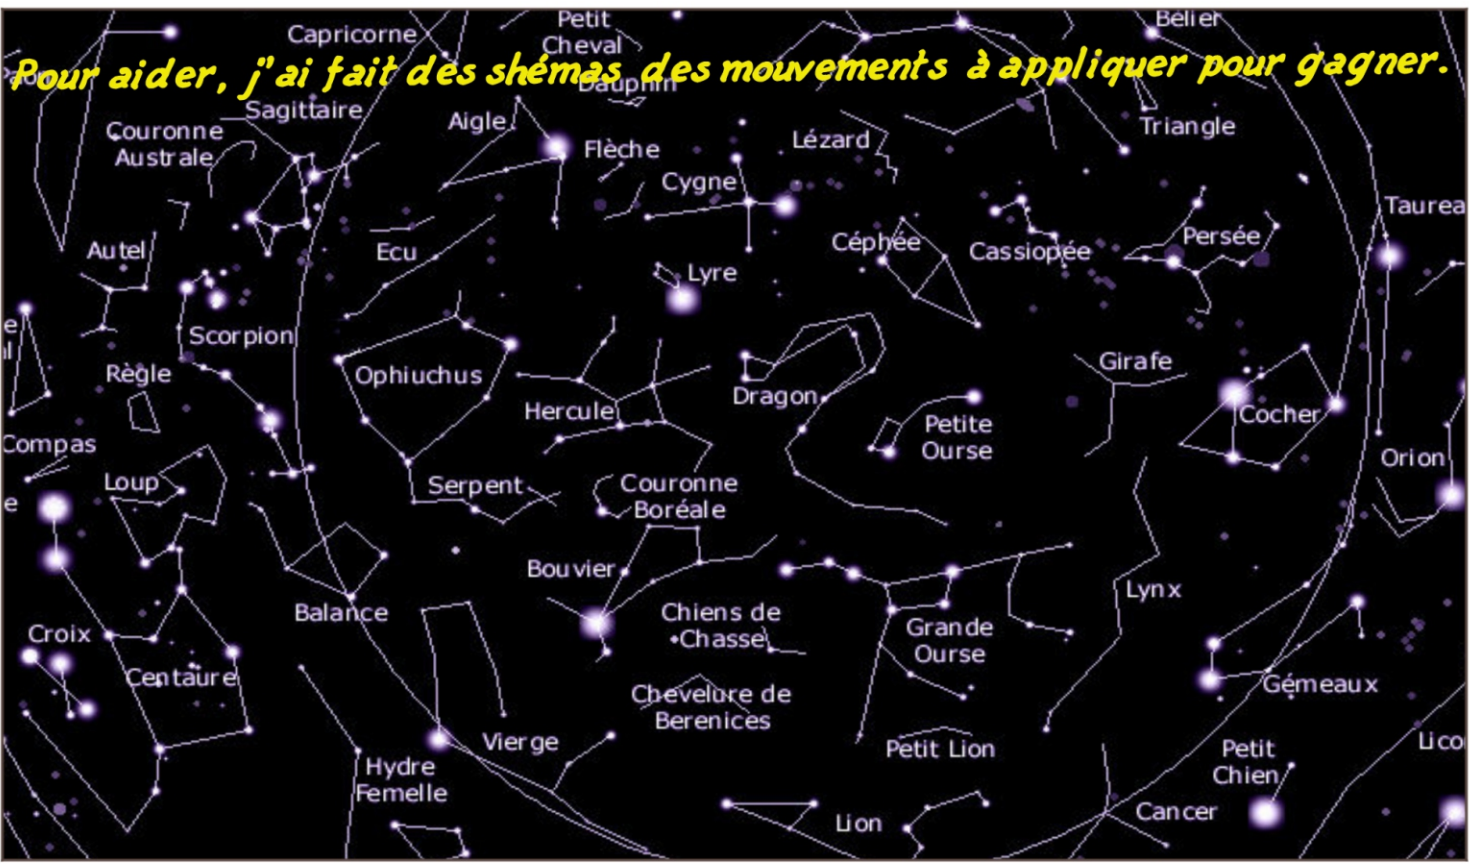 Petit
Cheval
Capricorne
Bélier
Pour aider, j'ai fait des shémas des mouvements à appliquer pour gagner.
Dauphin
Sagittaire
Couronne
Australe
Aigle
Flèche
Lézard
Triangle
Cygne
Taurea
Autel
Ecu
Lyre
Céphée
Cassiopée
Persée
Scorpion
Règle
Ophiuchus
Hercule
Dragon
Girafe
Cocher
Petite
Ourse
Compas
Orion
Loup
Serpent
Couronne
Boréale
Bouvier
Balance
Chiens de
Chasse
Grande
Ourse
Lynx
Croix
Centaure
Chevelure de
Berenices
Gémeaux
Vierge
Petit Lion
Petit
Chien
Lico
Hydre
Femelle
Lion
Cancer